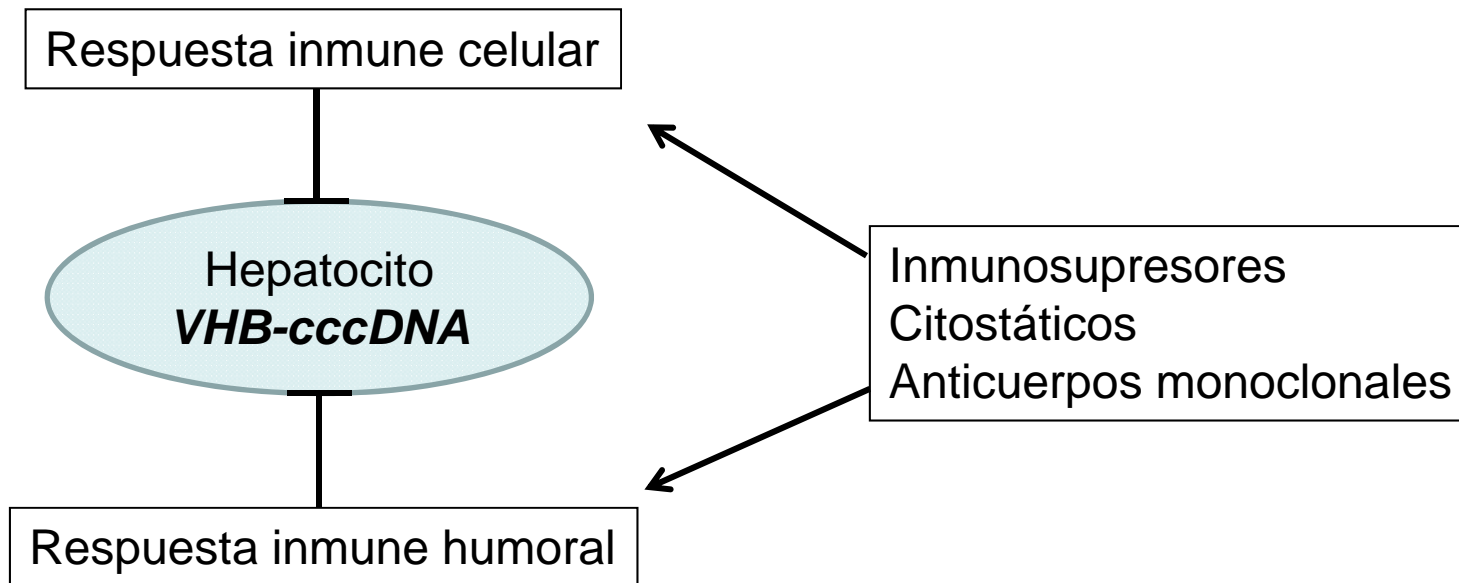 Respuesta inmune celular
Hepatocito
VHB-cccDNA
Inmunosupresores
Citostáticos
Anticuerpos monoclonales
Respuesta inmune humoral